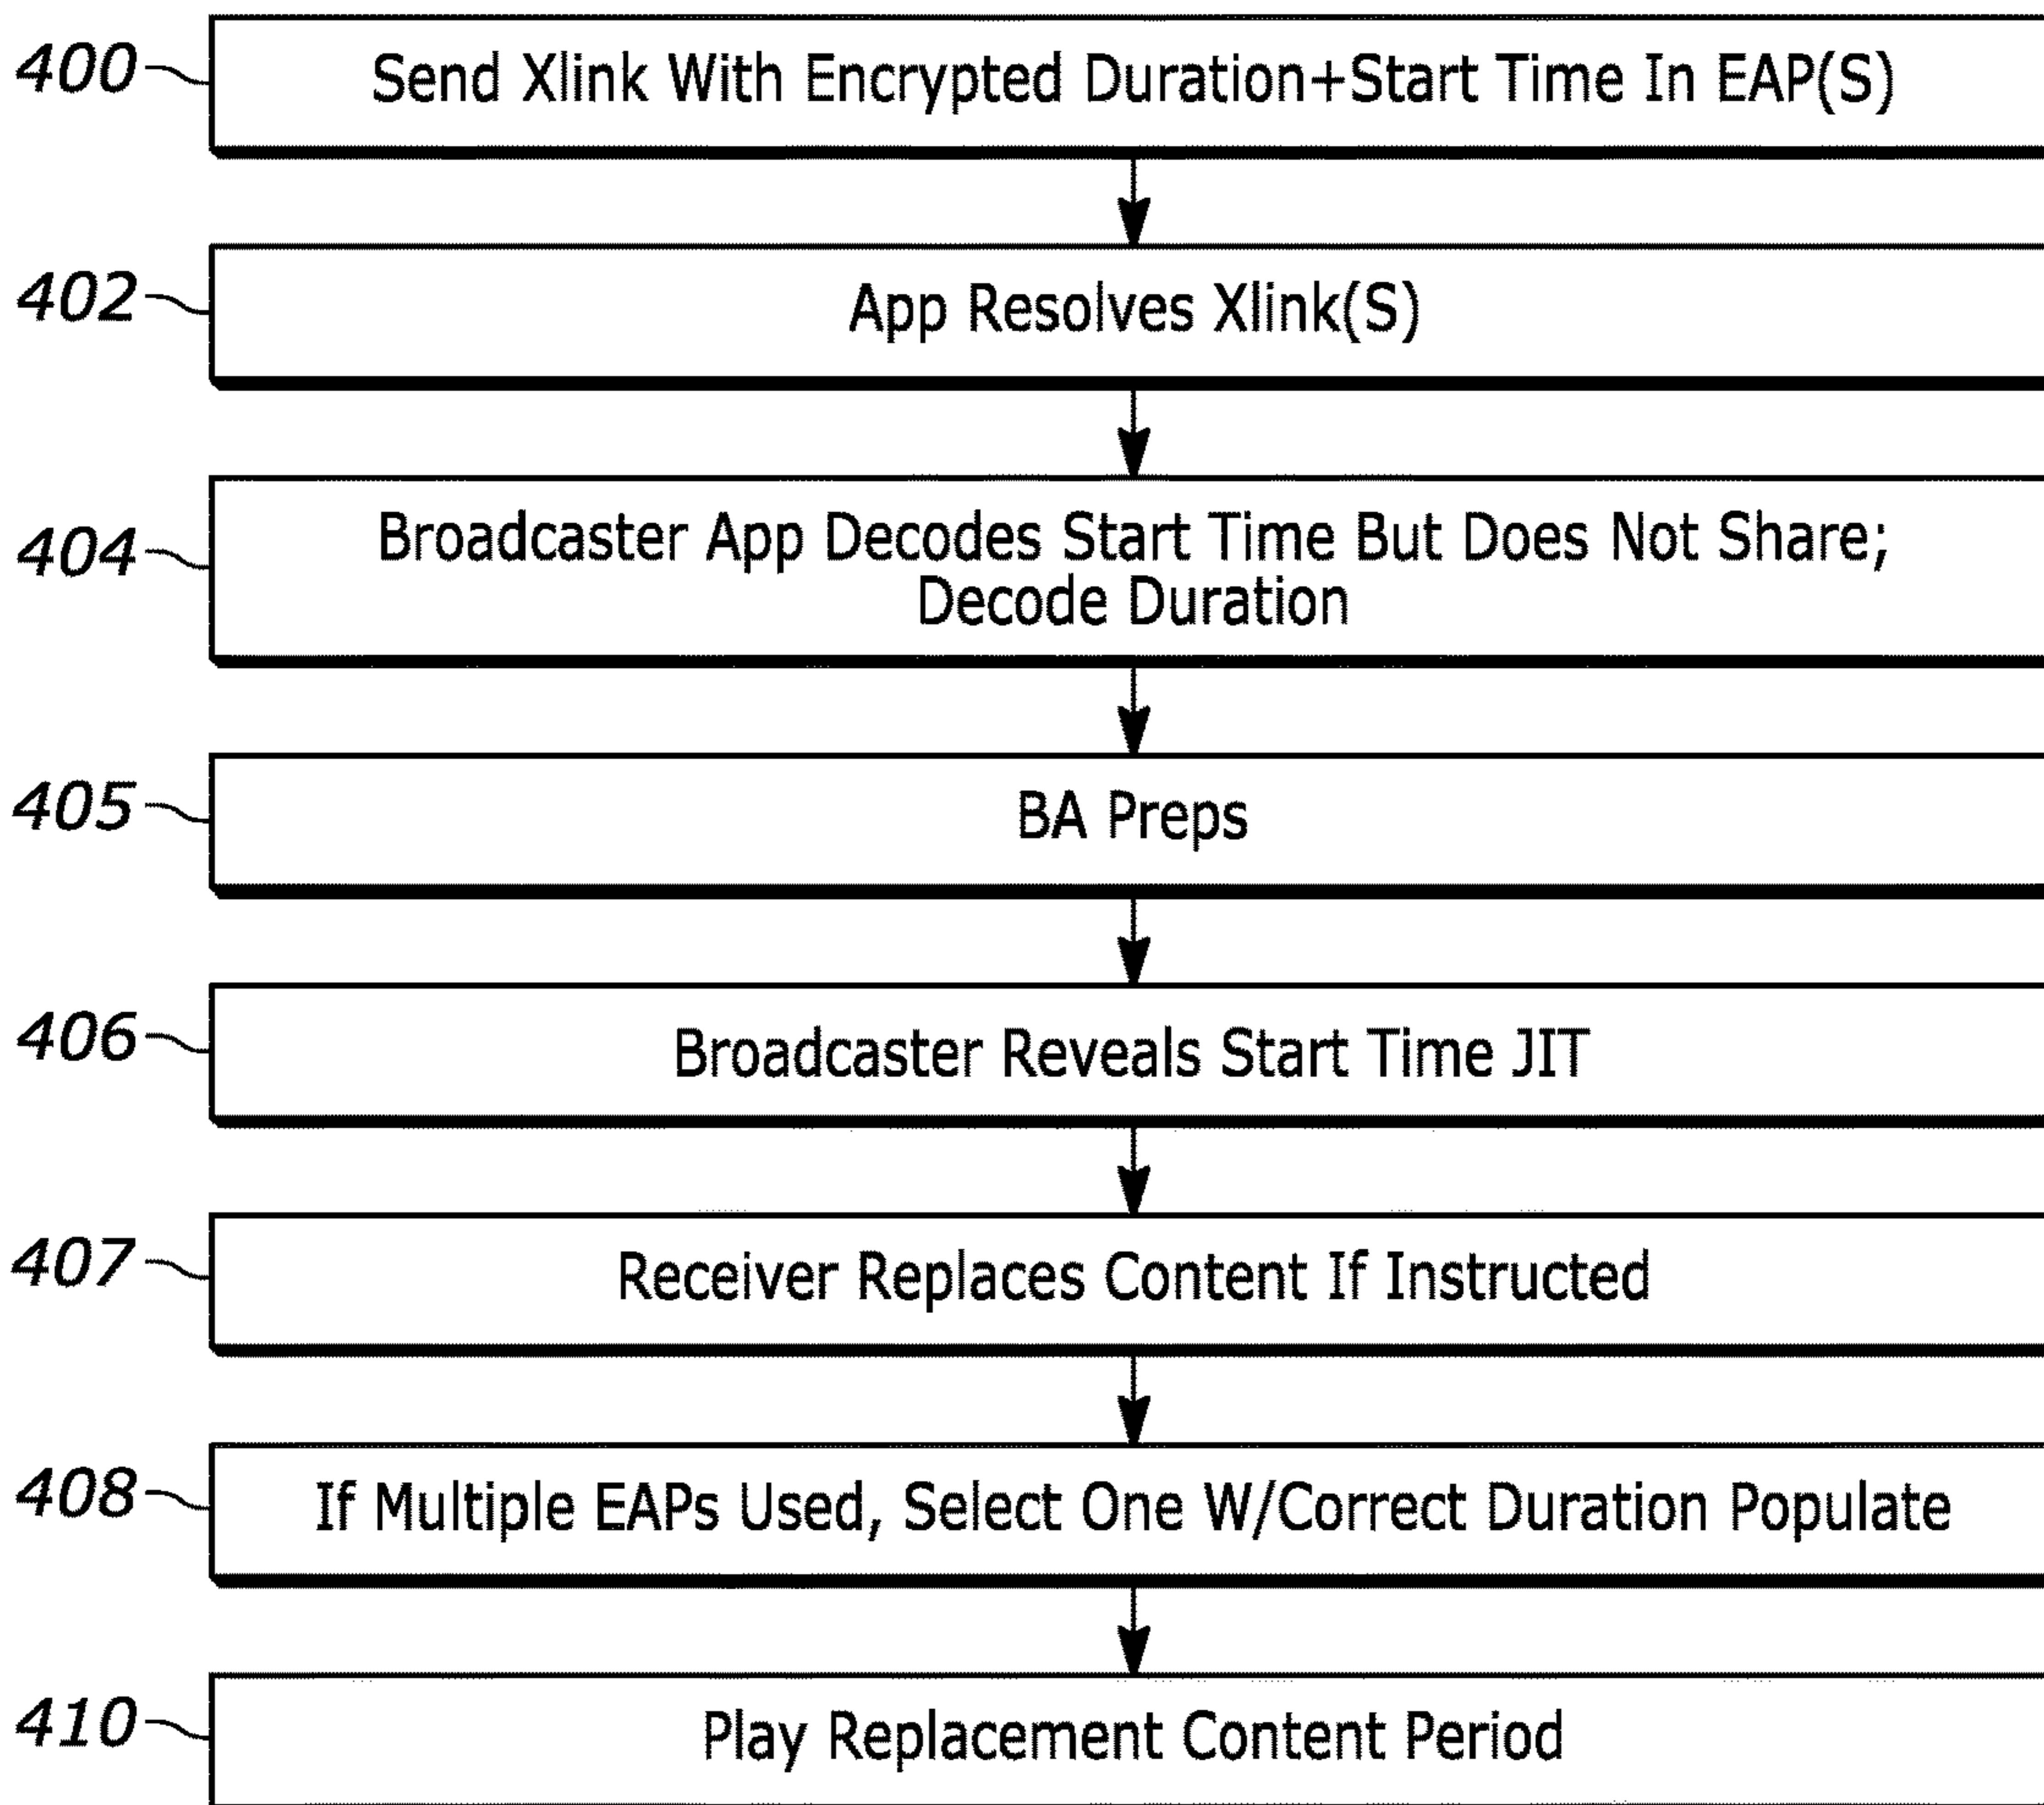 400
Send Xlink With Encrypted Duration+Start Time In EAP(S)
402
App Resolves Xlink(S)
404
Broadcaster App Decodes Start Time But Does Not Share;
Decode Duration
405
BA Preps
406
Broadcaster Reveals Start Time JIT
407
Receiver Replaces Content If Instructed
408
If Multiple EAPs Used, Select One W/Correct Duration Populate
410
Play Replacement Content Period